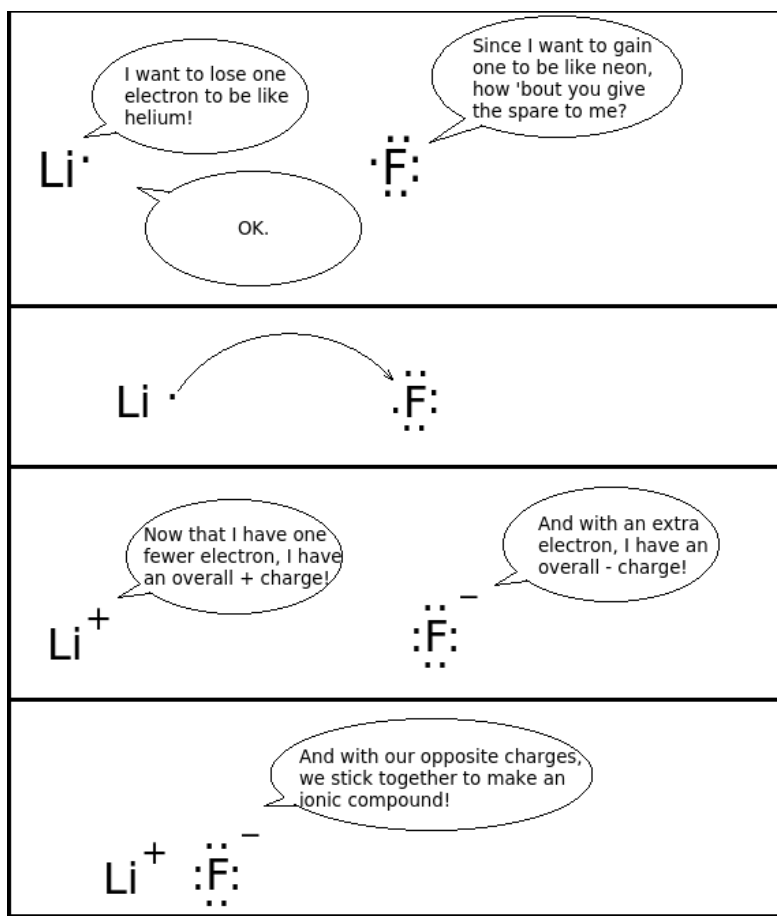 I want to lose one
electron to be like
helium!
Since I want to gain
one to be like neon,
how 'bout you give
the spare to me?
Li
F
OK.
Li
F
Now that I have one
fewer electron, I have
an overall + charge!
And with an extra
electron, I have an
overall - charge!
Li +
F −
And with our opposite charges,
we stick together to make an
ionic compound!
Li + F −